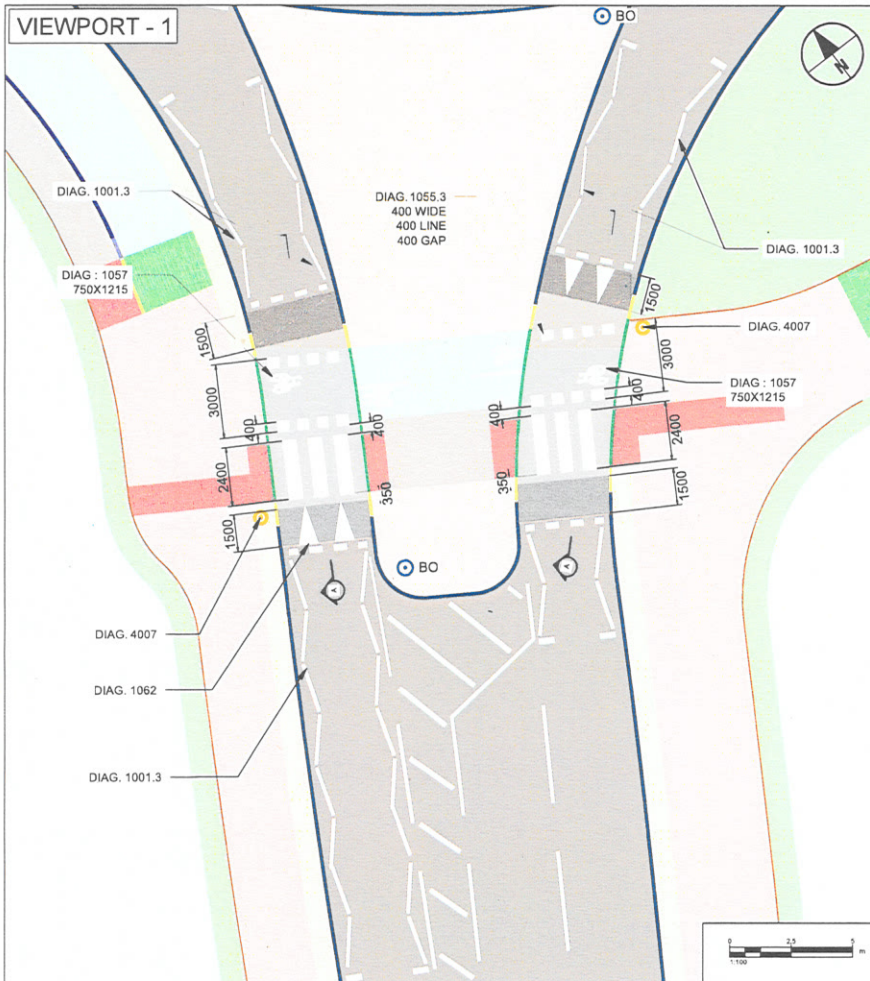 VIEWPORT - 1
BO
N
DIAG. 1001.3
DIAG. 1055.3
400 WIDE
400 LINE
400 GAP
DIAG. 1001.3
DIAG : 1057
750X1215
1500
DIAG. 4007
1500
3000
3000
DIAG : 1057
750X1215
400
400
400
400
2400
2400
350
350
1500
1500
BO
A
A
DIAG. 4007
DIAG. 1062
DIAG. 1001.3
0
2.5
5
m
1:100